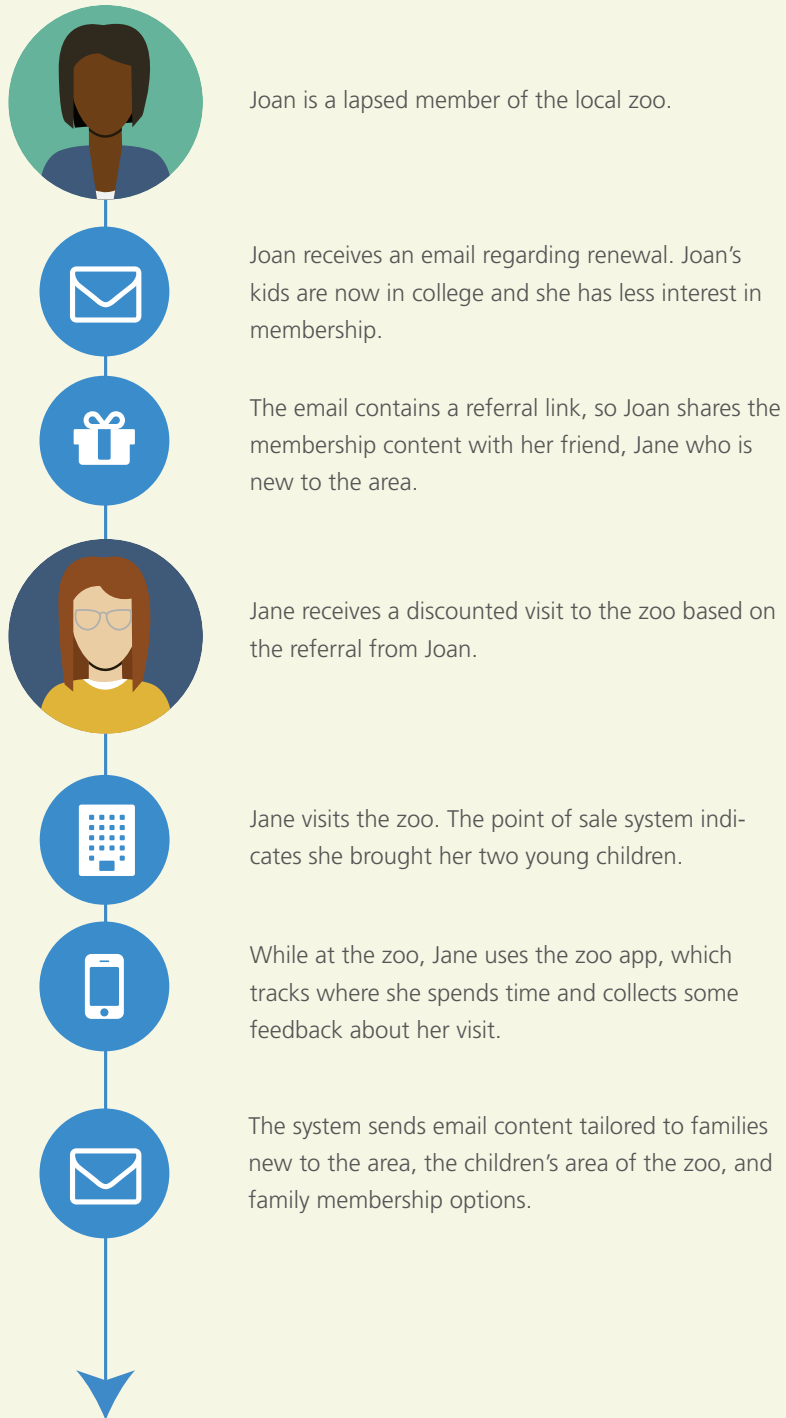 Joan is a lapsed member of the local zoo.
Joan receives an email regarding renewal. Joan’s
kids are now in college and she has less interest in
membership.
The email contains a referral link, so Joan shares the
membership content with her friend, Jane who is
new to the area.
Jane receives a discounted visit to the zoo based on
the referral from Joan.
Jane visits the zoo. The point of sale system indi-
cates she brought her two young children.
While at the zoo, Jane uses the zoo app, which
tracks where she spends time and collects some
feedback about her visit.
The system sends email content tailored to families
new to the area, the children’s area of the zoo, and
family membership options.